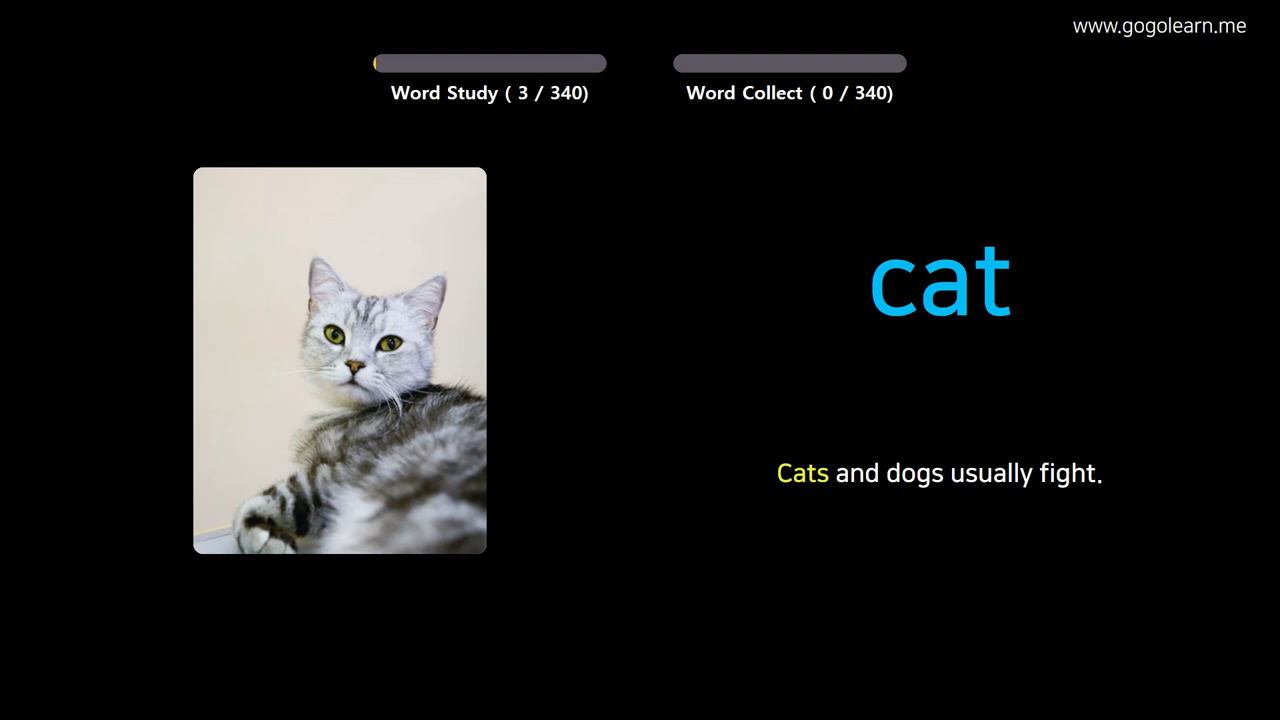 www.gogolearn.me
Word Study ( 3 / 340)
Word Collect ( 0 / 340)
cat
Cats and dogs usually fight.